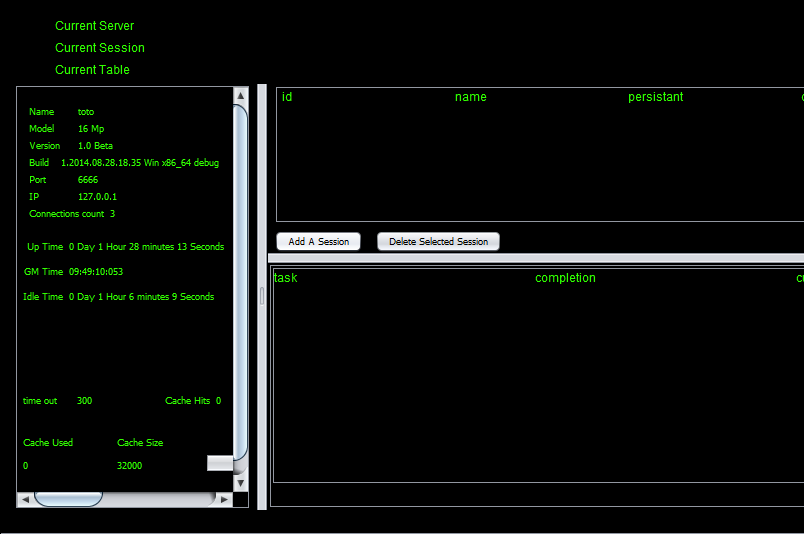 Current Server
Current Session
Current Table
Name toto
Model 16 Mp
Version 1.0 Beta
Build 1.2014.08.28.18.35 Win x86_64 debug
Port 6666
IP 127.0.0.1
Connections count 3
Up Time 0 Day 1 Hour 28 minutes 13 Seconds
GM Time 09:49:10:053
Idle Time 0 Day 1 Hour 6 minutes 9 Seconds
time out 300 Cache Hits 0
Cache Used Cache Size
0 32000
id name persistant
Add A Session Delete Selected Session
task completion